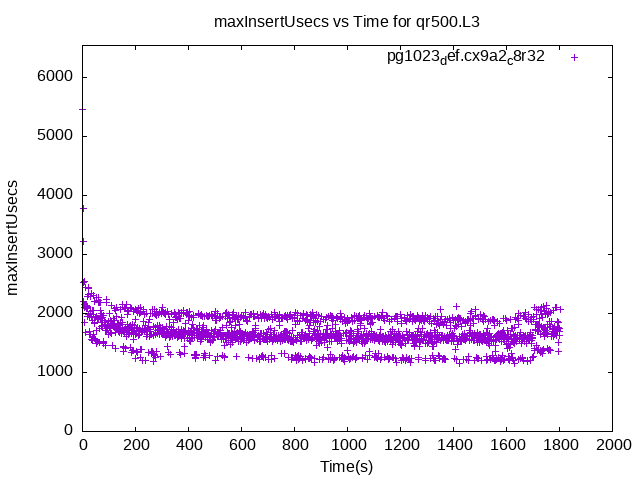 maxInsertUsecs vs Time for qr500.L3
pg1023def.cx9a2c8r32
6000
5000
4000
3000
2000
1000
0
maxInsertUsecs
0 200 400 600 800 1000 1200 1400 1600 1800 2000
Time(s)